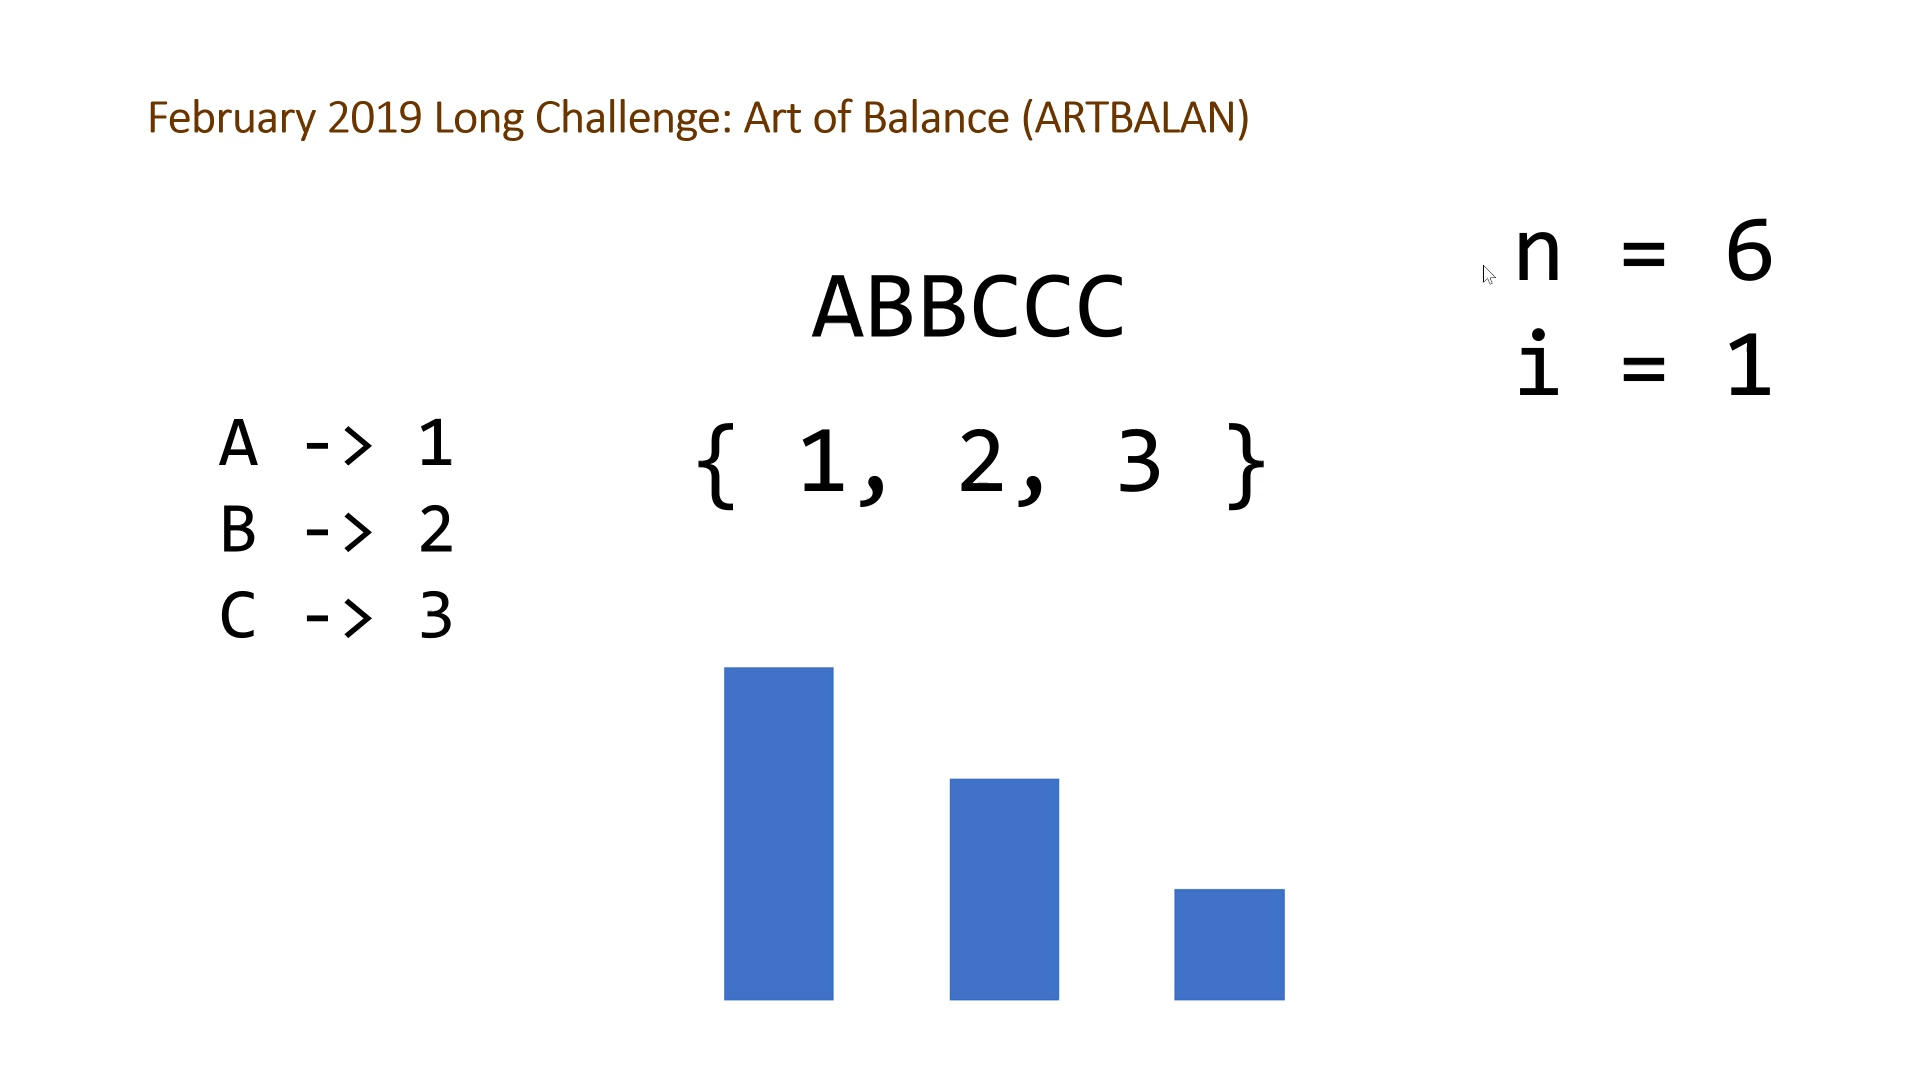 February 2019 Long Challenge: Art of Balance (ARTBALAN)
n = 6
ABBCCC
i = 1
A -> 1
{ 1, 2, 3 }
B -> 2
C -> 3